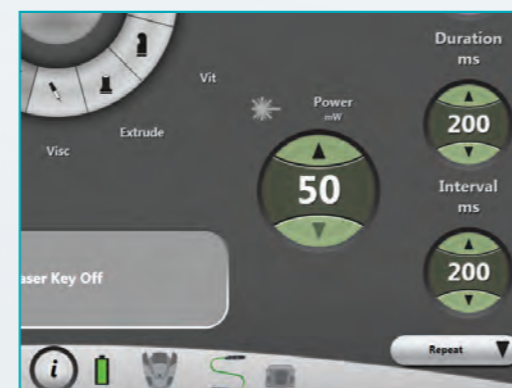 Duration
ms
200
Vit
Power
mW
50
Extrude
Visc
Interval
ms
200
aser Key Off
Repeat
i